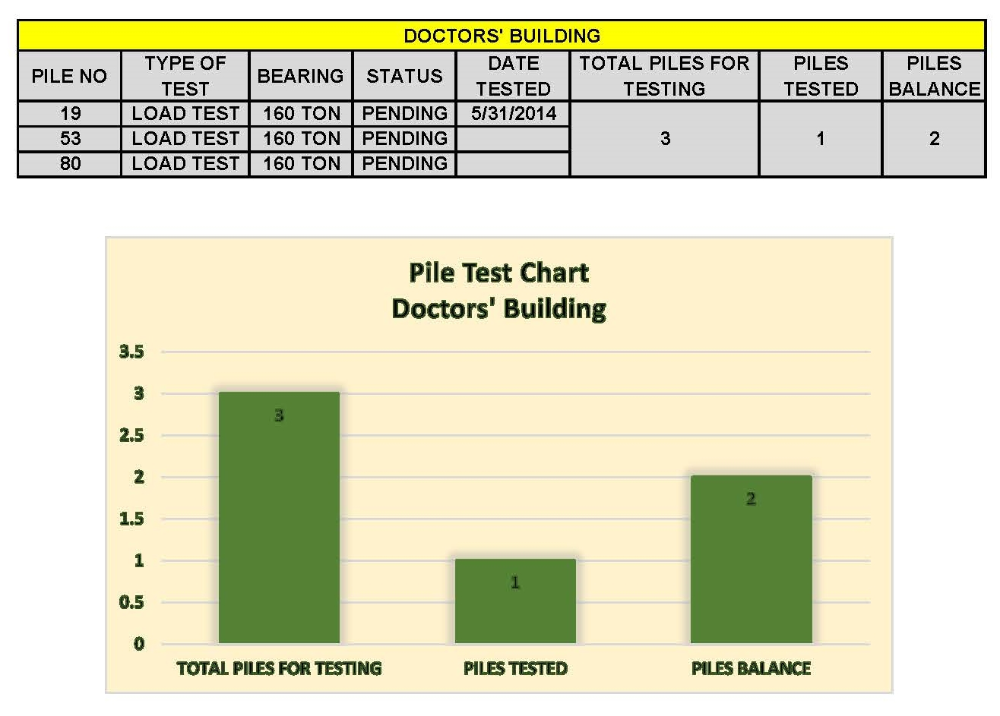 DOCTORS' BUILDING
PILE NO TYPE OF TEST BEARING STATUS DATE TESTED TOTAL PILES FOR TESTING PILES TESTED PILES BALANCE
19 LOAD TEST 160 TON PENDING 5/31/2014 3 1 2
53 LOAD TEST 160 TON PENDING
80 LOAD TEST 160 TON PENDING
Pile Test Chart
Doctors' Building
3.5
3
2.5
2
1.5
1
0.5
0
3
1
2
TOTAL PILES FOR TESTING PILES TESTED PILES BALANCE